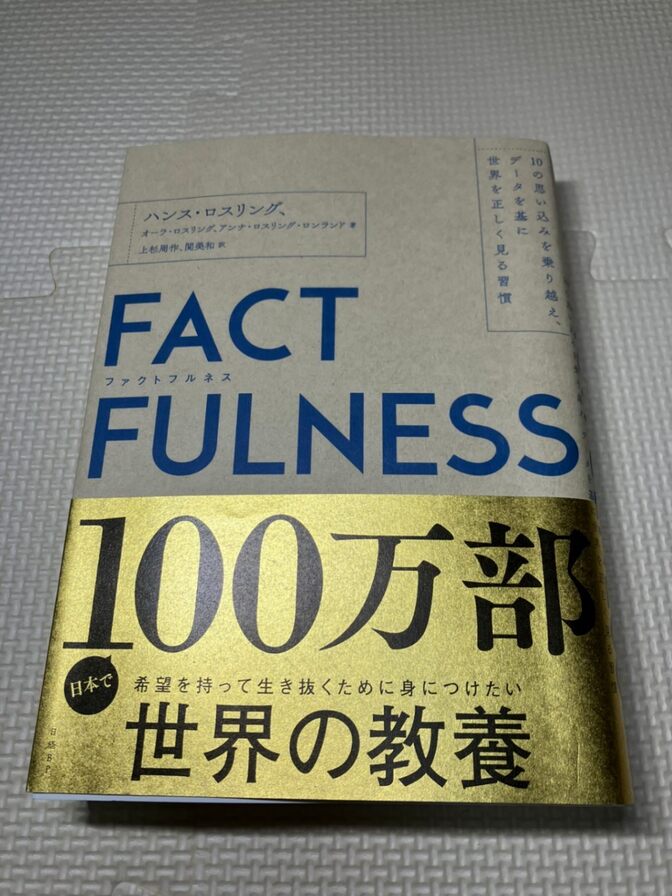 10の思い込みを乗り越え、
データを基に
世界を正しく見る習慣
ハンス・ロスリング、
オーラ・ロスリング、アンナ・ロスリング・ロンランド 著
上杉周作、関美和 訳
FACT
ファクトフルネス
FULNESS
100万部
日本で
希望を持って生き抜くために身につけたい
世界の教養
日経BP